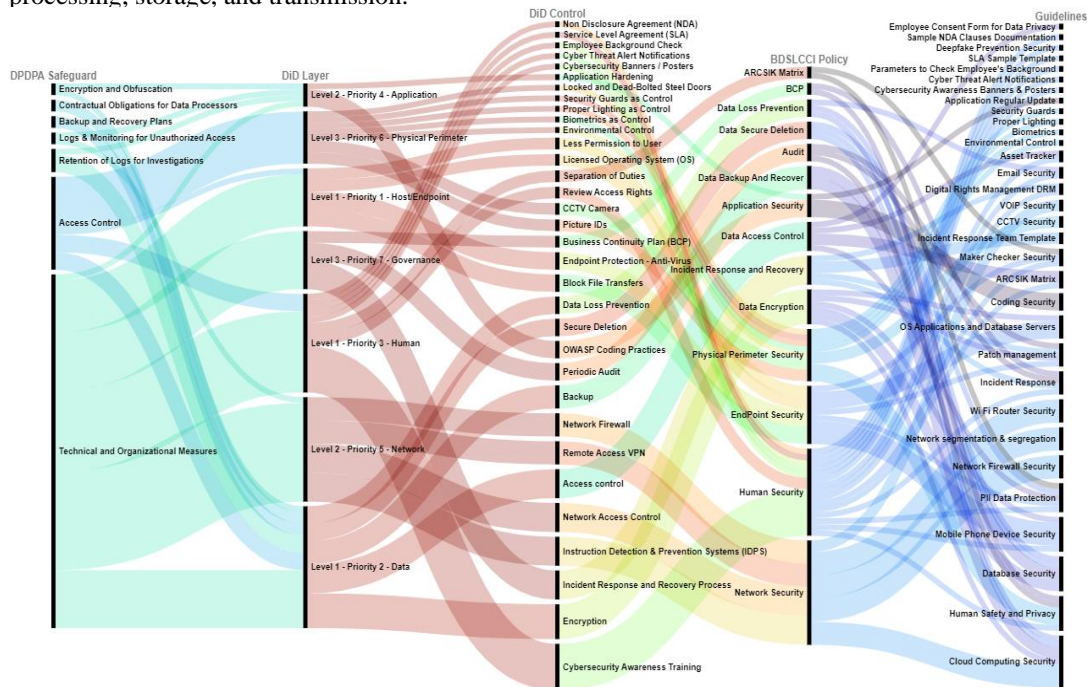 processing, storage, and transmission.
DPDPA Safeguard
Encryption and Obfuscation
Contractual Obligations for Data Processors
Backup and Recovery Plans
Logs & Monitoring for Unauthorized Access
Retention of Logs for Investigations
Access Control
Technical and Organizational Measures
DiD Layer
Level 2 - Priority 4 - Application
Level 3 - Priority 6 - Physical Perimeter
Level 1 - Priority 1 - Host/Endpoint
Level 3 - Priority 7 - Governance
Level 1 - Priority 3 - Human
Level 2 - Priority 5 - Network
Level 1 - Priority 2 - Data
DiD Control
Non Disclosure Agreement (NDA)
Service Level Agreement (SLA)
Employee Background Check
Cyber Threat Alert Notifications
Cybersecurity Banners / Posters
Application Hardening
Locked and Dead-Bolted Steel Doors
Security Guards as Control
Proper Lighting as Control
Biometrics as Control
Environmental Control
Less Permission to User
Licensed Operating System (OS)
Separation of Duties
Review Access Rights
CCTV Camera
Picture IDs
Business Continuity Plan (BCP)
Endpoint Protection - Anti-Virus
Block File Transfers
Data Loss Prevention
Secure Deletion
OWASP Coding Practices
Periodic Audit
Backup
Network Firewall
Remote Access VPN
Access control
Network Access Control
Instruction Detection & Prevention Systems (IDPS)
Incident Response and Recovery Process
Encryption
Cybersecurity Awareness Training
BDSLCCI Policy
ARCSIK Matrix
BCP
Data Loss Prevention
Data Secure Deletion
Audit
Data Backup And Recover
Application Security
Data Access Control
Incident Response and Recovery
Data Encryption
Physical Perimeter Security
EndPoint Security
Human Security
Network Security
Guidelines
Employee Consent Form for Data Privacy
Sample NDA Clauses Documentation
Deepfake Prevention Security
SLA Sample Template
Parameters to Check Employee's Background
Cyber Threat Alert Notifications
Cybersecurity Awareness Banners & Posters
Application Regular Update
Security Guards
Proper Lighting
Biometrics
Environmental Control
Asset Tracker
Email Security
Digital Rights Management DRM
VOIP Security
CCTV Security
Incident Response Team Template
Maker Checker Security
ARCSIK Matrix
Coding Security
OS Applications and Database Servers
Patch management
Incident Response
Wi Fi Router Security
Network segmentation & segregation
Network Firewall Security
PII Data Protection
Mobile Phone Device Security
Database Security
Human Safety and Privacy
Cloud Computing Security